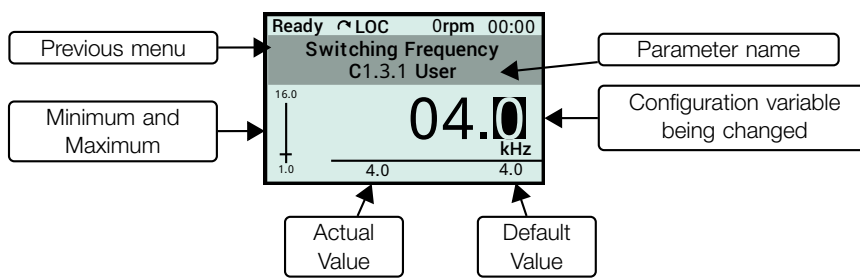 Ready ↷LOC 0rpm 00:00
Previous menu
Switching Frequency
C1.3.1 User
Parameter name
Minimum and
Maximum
16.0
04.0
kHz
1.0
4.0 4.0
Configuration variable
being changed
Actual
Value
Default
Value